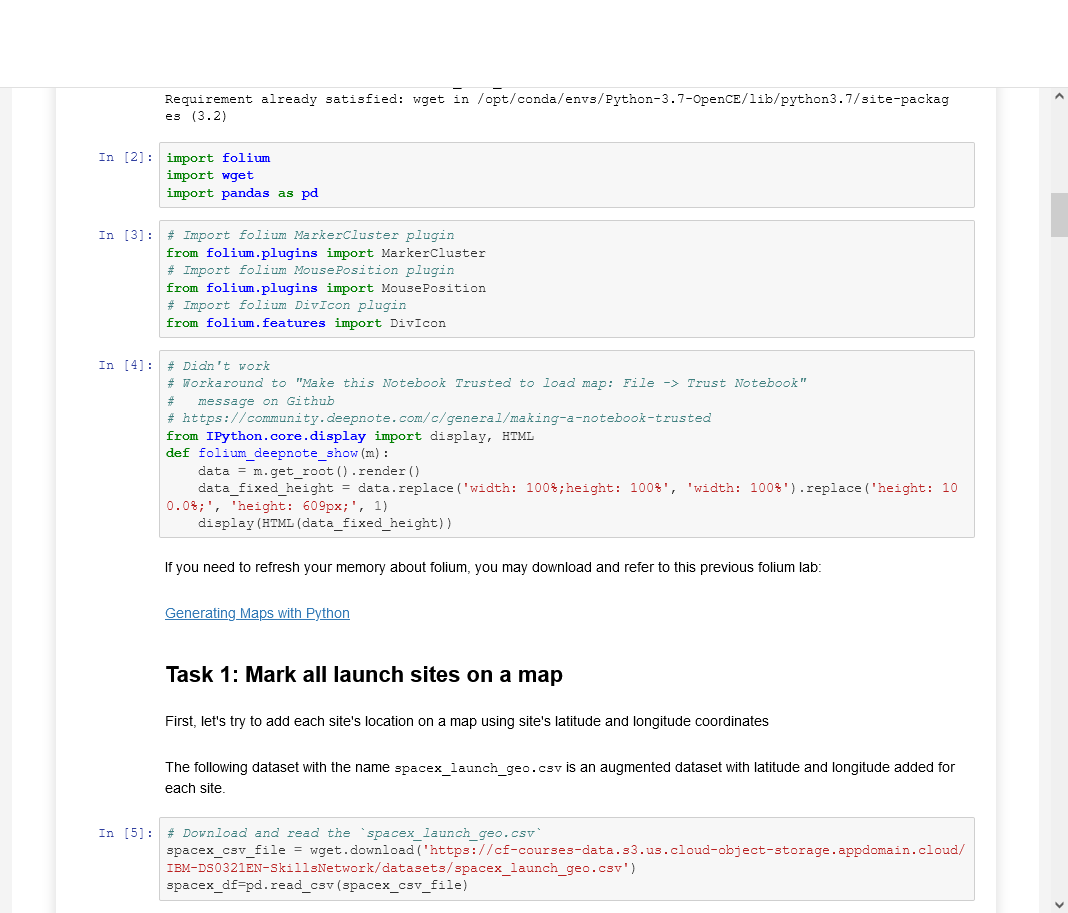 Requirement already satisfied: wget in /opt/conda/envs/Python-3.7-OpenCE/lib/python3.7/site-packag
es (3.2)
In [2]:
import folium
import wget
import pandas as pd
In [3]:
# Import folium MarkerCluster plugin
from folium.plugins import MarkerCluster
# Import folium MousePosition plugin
from folium.plugins import MousePosition
# Import folium DivIcon plugin
from folium.features import DivIcon
In [4]:
# Didn't work
# Workaround to "Make this Notebook Trusted to load map: File -> Trust Notebook"
#   message on Github
# https://community.deepnote.com/c/general/making-a-notebook-trusted
from IPython.core.display import display, HTML
def folium_deepnote_show(m):
    data = m.get_root().render()
    data_fixed_height = data.replace('width: 100%;height: 100%', 'width: 100%').replace('height: 10
0.0%;', 'height: 609px;', 1)
    display(HTML(data_fixed_height))
If you need to refresh your memory about folium, you may download and refer to this previous folium lab:
Generating Maps with Python
Task 1: Mark all launch sites on a map
First, let's try to add each site's location on a map using site's latitude and longitude coordinates
The following dataset with the name spacex_launch_geo.csv is an augmented dataset with latitude and longitude added for
each site.
In [5]:
# Download and read the `spacex_launch_geo.csv`
spacex_csv_file = wget.download('https://cf-courses-data.s3.us.cloud-object-storage.appdomain.cloud/
IBM-DS0321EN-SkillsNetwork/datasets/spacex_launch_geo.csv')
spacex_df=pd.read_csv(spacex_csv_file)